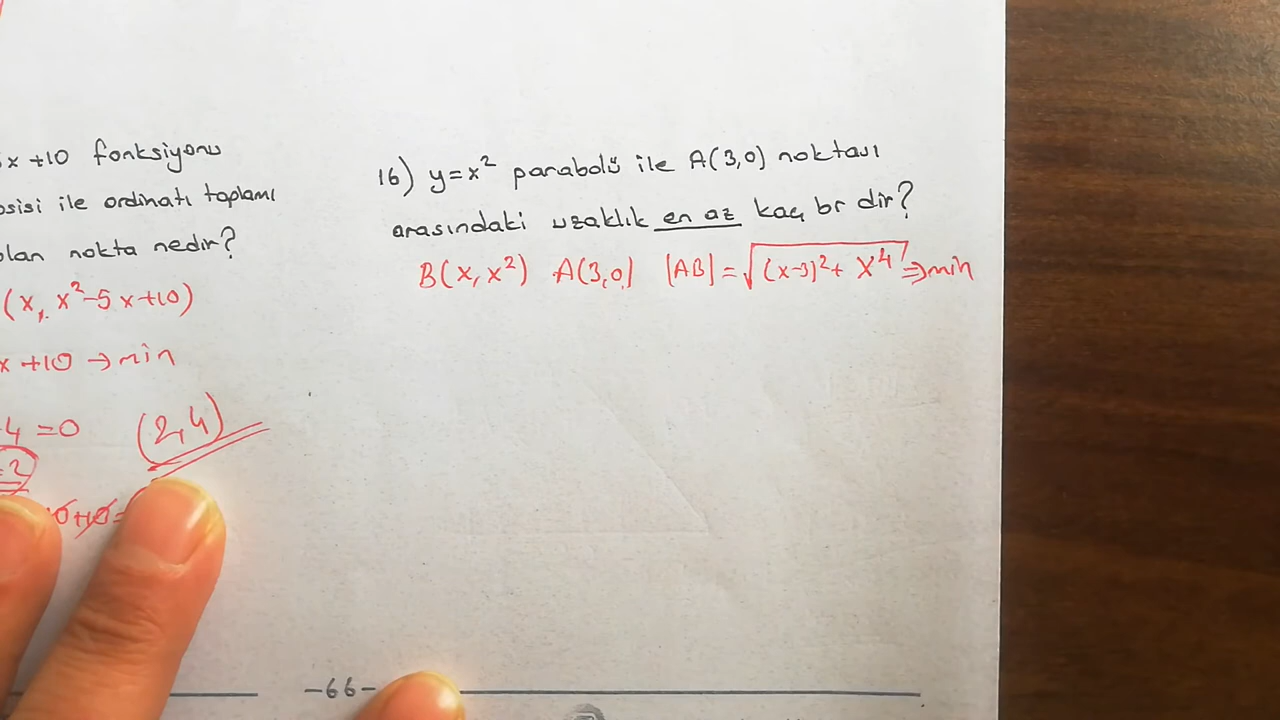 x +10 fonksiyonu
ile ordinatı toplamı
olan nokta nedir?
(x, x²-5x+10)
x +10 → min
4 =0
(2,4)
=2
16) y=x² parabolü ile A(3,0) noktası
arasındaki uzaklık en az kaç br dir?
B(x, x²) A(3,0) |AB|=√(x-3)²+ x⁴ ⇒ min
-66-